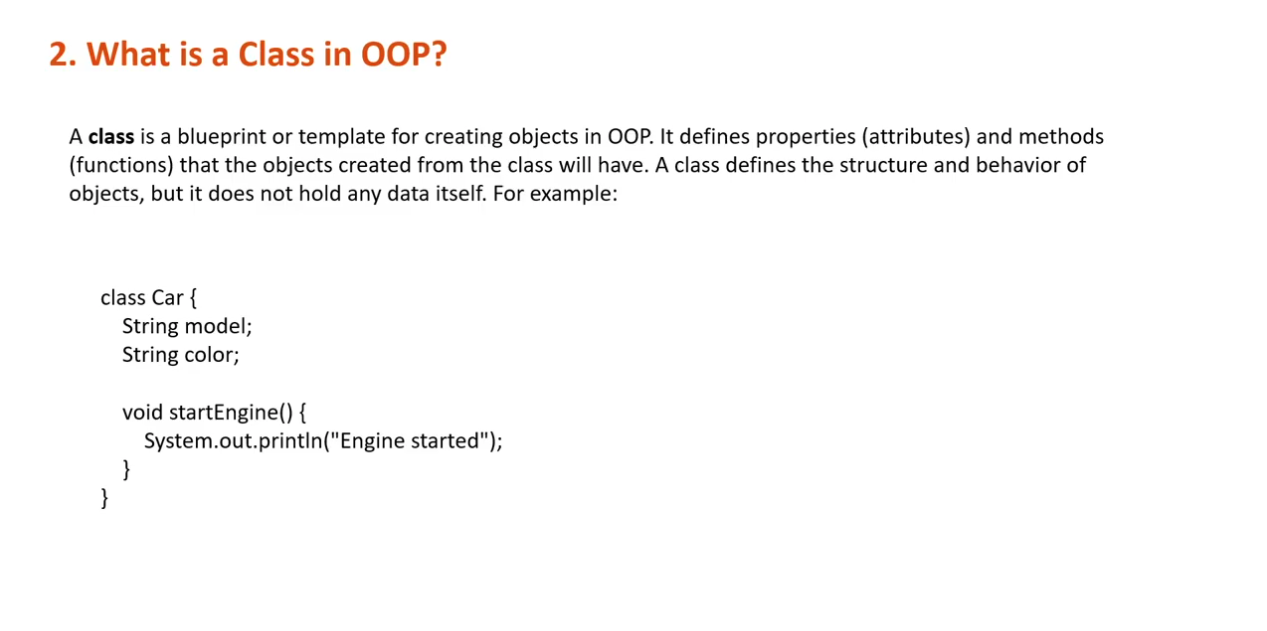 2. What is a Class in OOP?
A class is a blueprint or template for creating objects in OOP. It defines properties (attributes) and methods
(functions) that the objects created from the class will have. A class defines the structure and behavior of
objects, but it does not hold any data itself. For example:
class Car {
String model;
String color;
void startEngine() {
System.out.println("Engine started");
}
}